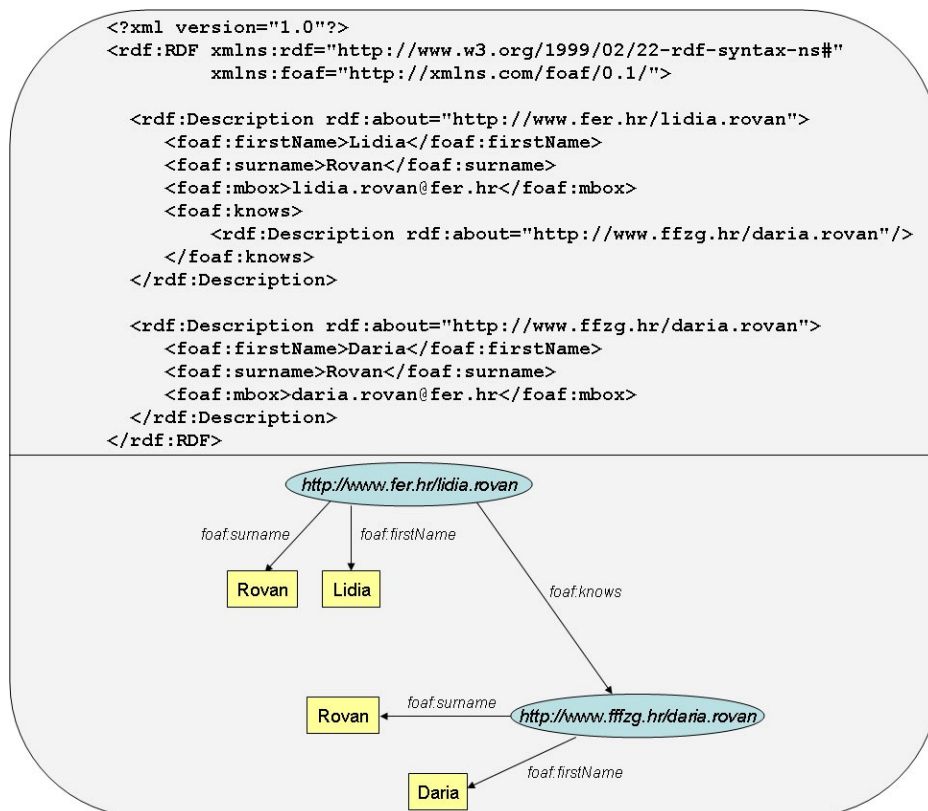 <?xml version="1.0"?>
<rdf:RDF xmlns:rdf="http://www.w3.org/1999/02/22-rdf-syntax-ns#"
xmlns:foaf="http://xmlns.com/foaf/0.1/">
<rdf:Description rdf:about="http://www.fer.hr/lidia.rovan">
<foaf:firstName>Lidia</foaf:firstName>
<foaf:surname>Rovan</foaf:surname>
<foaf:mbox>lidia.rovan@fer.hr</foaf:mbox>
<foaf:knows>
<rdf:Description rdf:about="http://www.ffzg.hr/daria.rovan"/>
</foaf:knows>
</rdf:Description>
<rdf:Description rdf:about="http://www.ffzg.hr/daria.rovan">
<foaf:firstName>Daria</foaf:firstName>
<foaf:surname>Rovan</foaf:surname>
<foaf:mbox>daria.rovan@fer.hr</foaf:mbox>
</rdf:Description>
</rdf:RDF>
http://www.fer.hr/lidia.rovan
foaf:surname
foaf:firstName
Rovan
Lidia
foaf:knows
foaf:surname
Rovan
http://www.fffzg.hr/daria.rovan
foaf:firstName
Daria